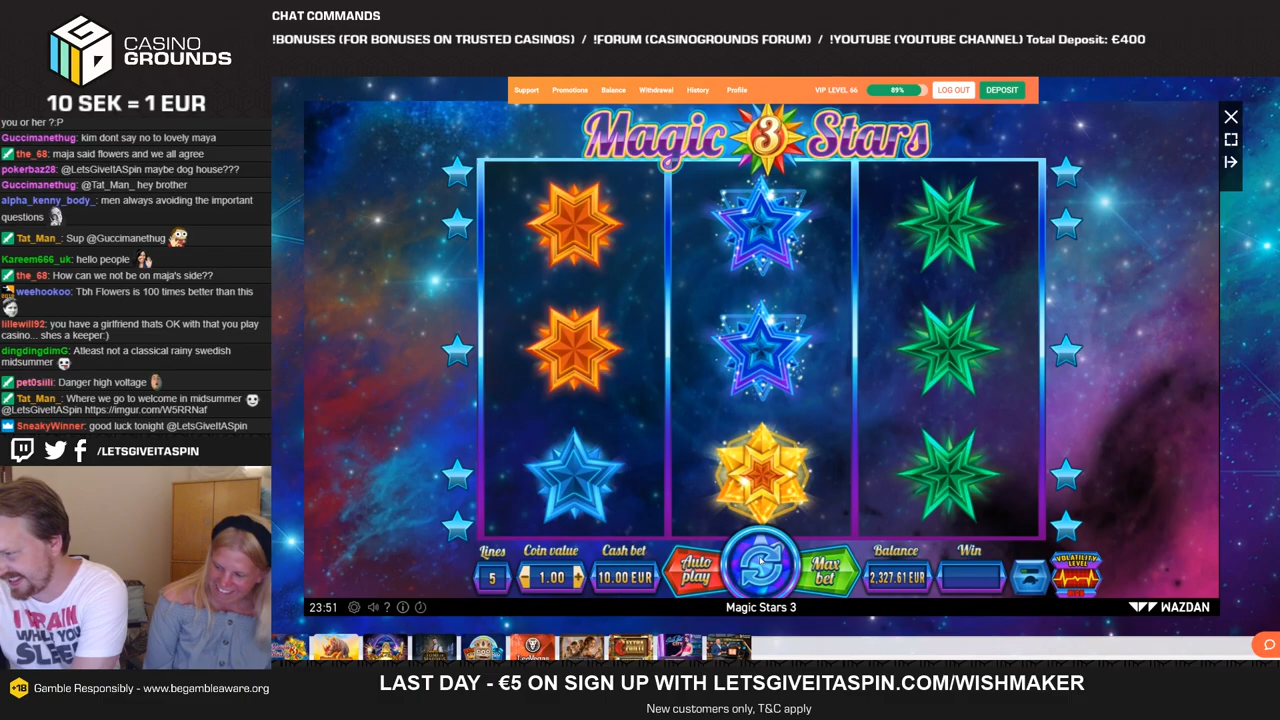 CHAT COMMANDS
!BONUSES (FOR BONUSES ON TRUSTED CASINOS) / !FORUM (CASINOGROUNDS FORUM) / !YOUTUBE (YOUTUBE CHANNEL) Total Deposit: €400
CASINO
GROUNDS
10 SEK = 1 EUR
you or her ?:P
Guccimanethug: kim dont say no to lovely maya
the_68: maja said flowers and we all agree
pokerbaz28: @LetsGiveItASpin maybe dog house???
Guccimanethug: @Tat_Man_ hey brother
alpha_kenny_body_: men always avoiding the important
questions
Tat_Man_: Sup @Guccimanethug
Kareem666_uk: hello people
the_68: How can we not be on maja's side??
weehookoo: Tbh Flowers is 100 times better than this
lillewill92: you have a girlfriend thats OK with that you play
casino... shes a keeper:)
dingdingdimG: Atleast not a classical rainy swedish
midsummer
pet0siili: Danger high voltage
Tat_Man_: Where we go to welcome in midsummer
@LetsGiveItASpin https://imgur.com/W5RRNaf
SneakyWinner: good luck tonight @LetsGiveItASpin
/LETSGIVEITASPIN
Support Promotions Balance Withdrawal History Profile VIP LEVEL 66 89% LOG OUT DEPOSIT
Magic 3 Stars
Lines Coin value Cash bet Auto play Max bet Balance Win VOLATILITY LEVEL
5 1.00 10.00 EUR 2,327.61 EUR
23:51 ? Magic Stars 3 WAZDAN
+18 Gamble Responsibly - www.begambleaware.org
LAST DAY - €5 ON SIGN UP WITH LETSGIVEITASPIN.COM/WISHMAKER
New customers only, T&C apply